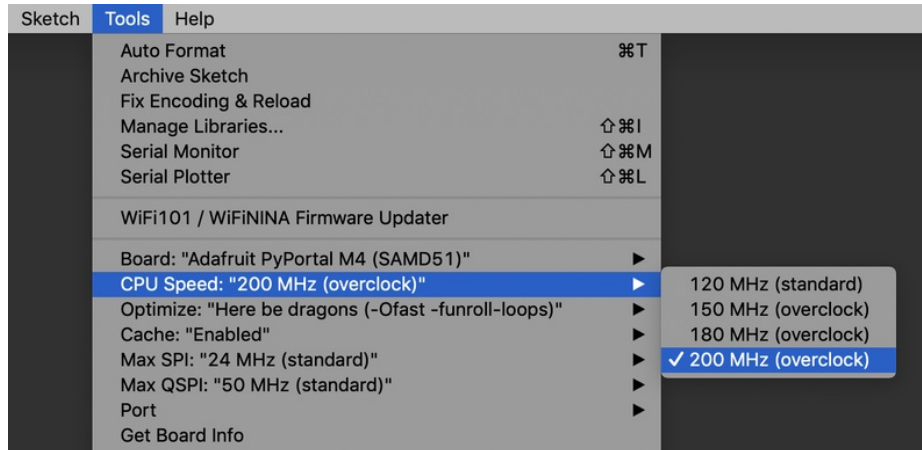 Sketch Tools Help
Auto Format ⌘T
Archive Sketch
Fix Encoding & Reload
Manage Libraries... ⇧⌘I
Serial Monitor ⇧⌘M
Serial Plotter ⇧⌘L
WiFi101 / WiFiNINA Firmware Updater
Board: "Adafruit PyPortal M4 (SAMD51)" ▶
CPU Speed: "200 MHz (overclock)" ▶
Optimize: "Here be dragons (-Ofast -funroll-loops)" ▶
Cache: "Enabled" ▶
Max SPI: "24 MHz (standard)" ▶
Max QSPI: "50 MHz (standard)" ▶
Port ▶
Get Board Info
120 MHz (standard)
150 MHz (overclock)
180 MHz (overclock)
✓ 200 MHz (overclock)